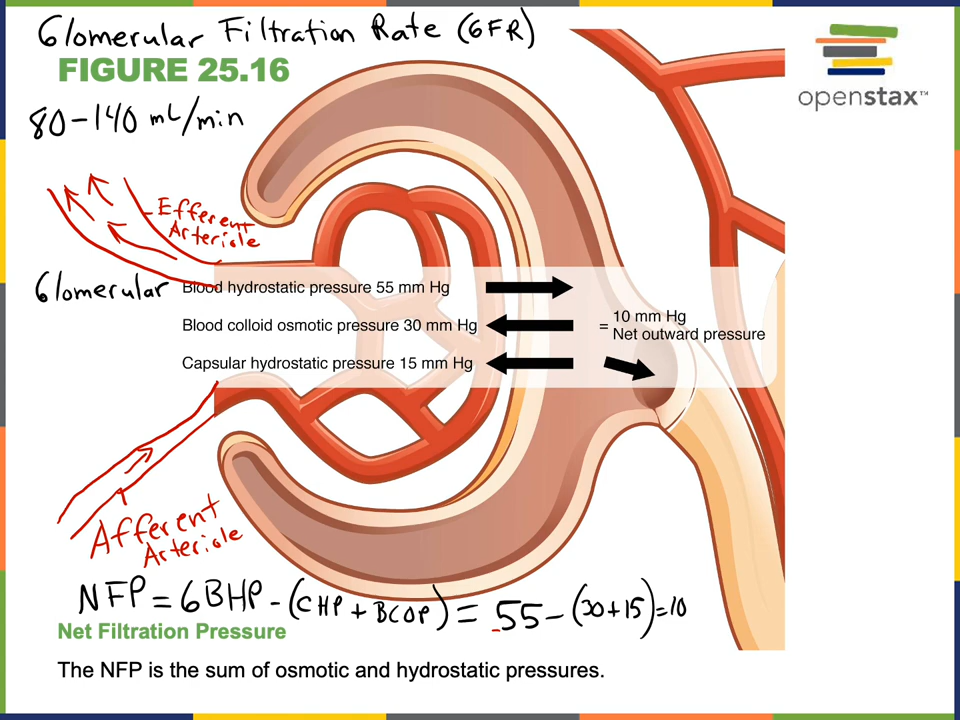 Glomerular Filtration Rate (GFR)
FIGURE 25.16
openstax™
80-140 mL/min
Efferent
Arteriole
Glomerular Blood hydrostatic pressure 55 mm Hg
Blood colloid osmotic pressure 30 mm Hg
Capsular hydrostatic pressure 15 mm Hg
= 10 mm Hg
Net outward pressure
Afferent
Arteriole
NFP = GBHP - (CHP + BCOP) = 55 - (30 + 15) = 10
Net Filtration Pressure
The NFP is the sum of osmotic and hydrostatic pressures.